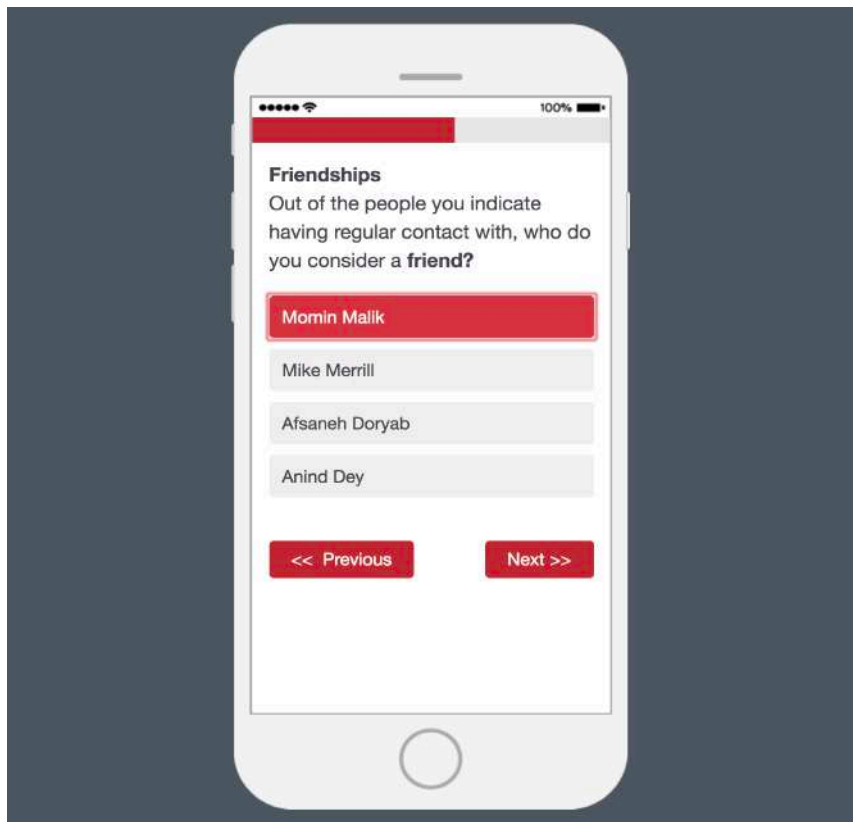 100%
Friendships
Out of the people you indicate
having regular contact with, who do
you consider a friend?
Momin Malik
Mike Merrill
Afsaneh Doryab
Anind Dey
<< Previous
Next >>